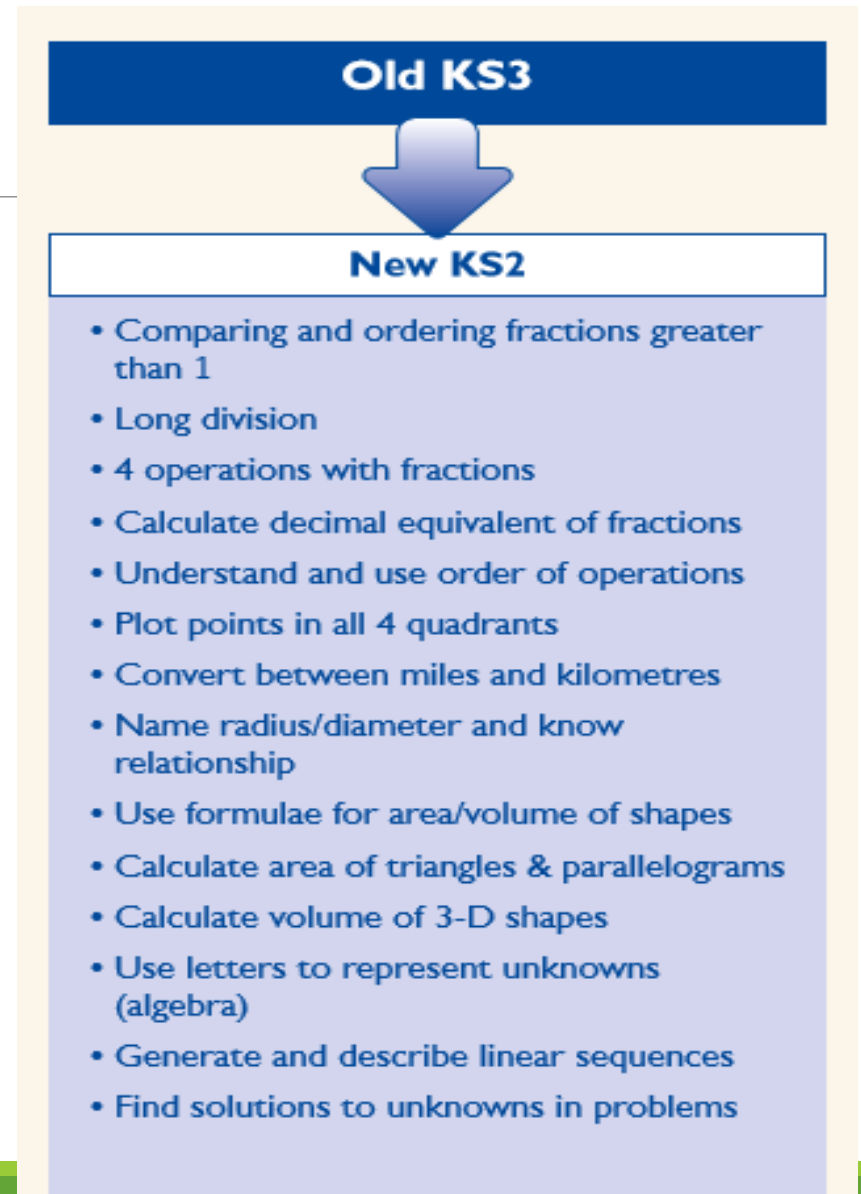 Old KS3
New KS2
• Comparing and ordering fractions greater
than 1
• Long division
• 4 operations with fractions
• Calculate decimal equivalent of fractions
• Understand and use order of operations
• Plot points in all 4 quadrants
• Convert between miles and kilometres
• Name radius/diameter and know
relationship
• Use formulae for area/volume of shapes
• Calculate area of triangles & parallelograms
• Calculate volume of 3-D shapes
• Use letters to represent unknowns
(algebra)
• Generate and describe linear sequences
• Find solutions to unknowns in problems